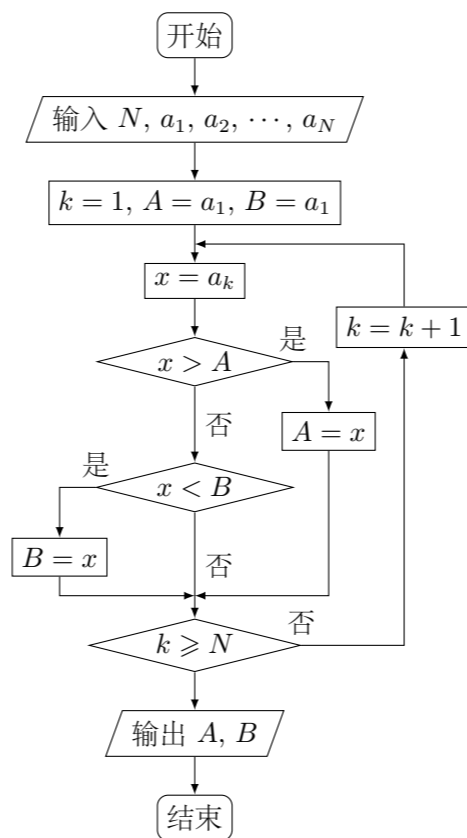 开始
输入 N, a₁, a₂, ⋯, a_N
k = 1, A = a₁, B = a₁
x = a_k
k = k + 1
x > A
是
否
A = x
x < B
是
否
B = x
k ⩾ N
否
输出 A, B
结束